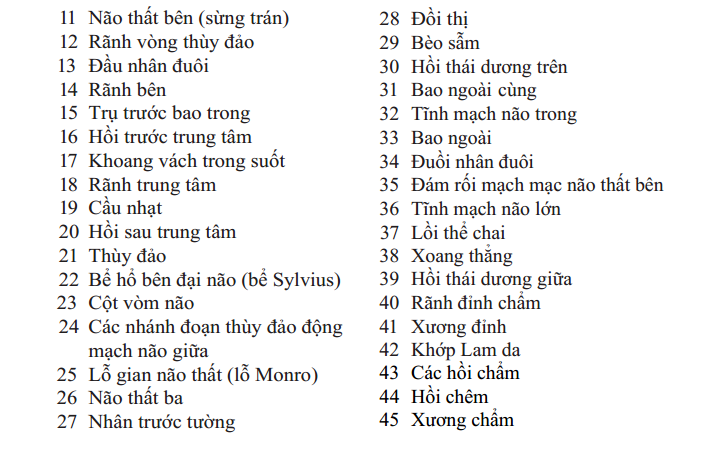 11 Não thất bên (sừng trán)
12 Rãnh vòng thùy đảo
13 Đầu nhân đuôi
14 Rãnh bên
15 Trụ trước bao trong
16 Hồi trước trung tâm
17 Khoang vách trong suốt
18 Rãnh trung tâm
19 Cầu nhạt
20 Hồi sau trung tâm
21 Thùy đảo
22 Bể hố bên đại não (bể Sylvius)
23 Cột vòm não
24 Các nhánh đoạn thùy đảo động
mạch não giữa
25 Lỗ gian não thất (lỗ Monro)
26 Não thất ba
27 Nhân trước tường
28 Đồi thị
29 Bèo sẫm
30 Hồi thái dương trên
31 Bao ngoài cùng
32 Tĩnh mạch não trong
33 Bao ngoài
34 Đuồi nhân đuôi
35 Đám rối mạch mạc não thất bên
36 Tĩnh mạch não lớn
37 Lồi thể chai
38 Xoang thẳng
39 Hồi thái dương giữa
40 Rãnh đỉnh chẩm
41 Xương đỉnh
42 Khớp Lam da
43 Các hồi chẩm
44 Hồi chêm
45 Xương chẩm